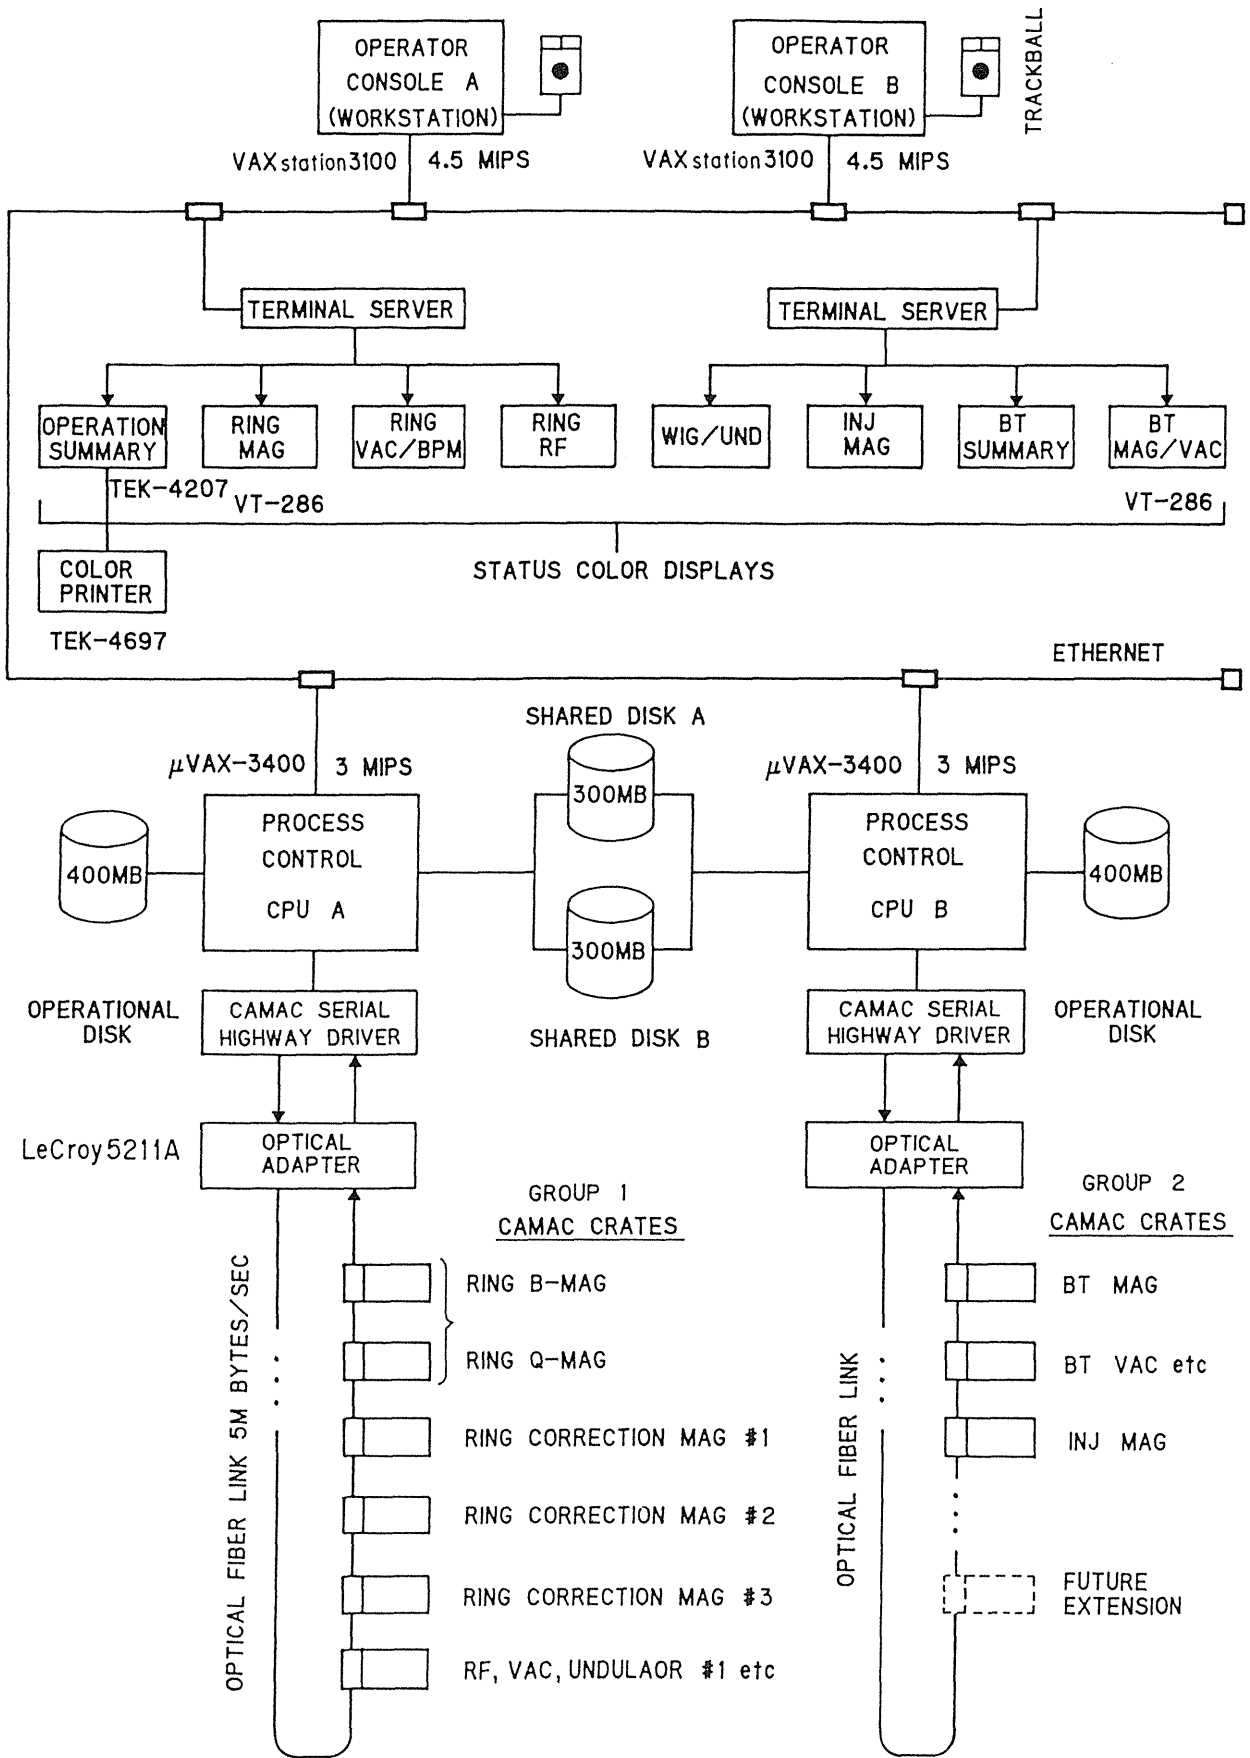 OPERATOR
CONSOLE A
(WORKSTATION)
OPERATOR
CONSOLE B
(WORKSTATION)
TRACKBALL
VAXstation3100 4.5 MIPS
VAXstation3100 4.5 MIPS
TERMINAL SERVER
TERMINAL SERVER
OPERATION
SUMMARY
RING
MAG
RING
VAC/BPM
RING
RF
WIG/UND
INJ
MAG
BT
SUMMARY
BT
MAG/VAC
TEK-4207
VT-286
VT-286
COLOR
PRINTER
STATUS COLOR DISPLAYS
TEK-4697
ETHERNET
SHARED DISK A
μVAX-3400 3 MIPS
μVAX-3400 3 MIPS
300MB
400MB
PROCESS
CONTROL
CPU A
PROCESS
CONTROL
CPU B
400MB
300MB
OPERATIONAL
DISK
CAMAC SERIAL
HIGHWAY DRIVER
SHARED DISK B
CAMAC SERIAL
HIGHWAY DRIVER
OPERATIONAL
DISK
LeCroy5211A
OPTICAL
ADAPTER
OPTICAL
ADAPTER
GROUP 1
CAMAC CRATES
GROUP 2
CAMAC CRATES
OPTICAL FIBER LINK 5M BYTES/SEC
RING B-MAG
RING Q-MAG
RING CORRECTION MAG #1
RING CORRECTION MAG #2
RING CORRECTION MAG #3
RF, VAC, UNDULAOR #1 etc
OPTICAL FIBER LINK
BT MAG
BT VAC etc
INJ MAG
FUTURE
EXTENSION